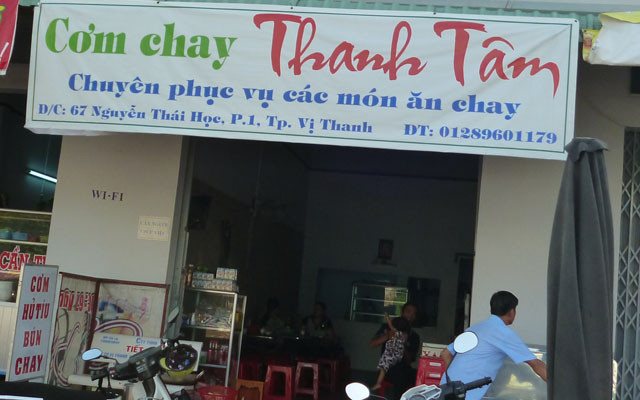 Cơm chay Thanh Tâm
Chuyên phục vụ các món ăn chay
Đ/C: 67 Nguyễn Thái Học, P.1, Tp. Vị Thanh ĐT: 01289601179
WI-FI
CƠM
HỦ TÍU
BÚN
CHAY